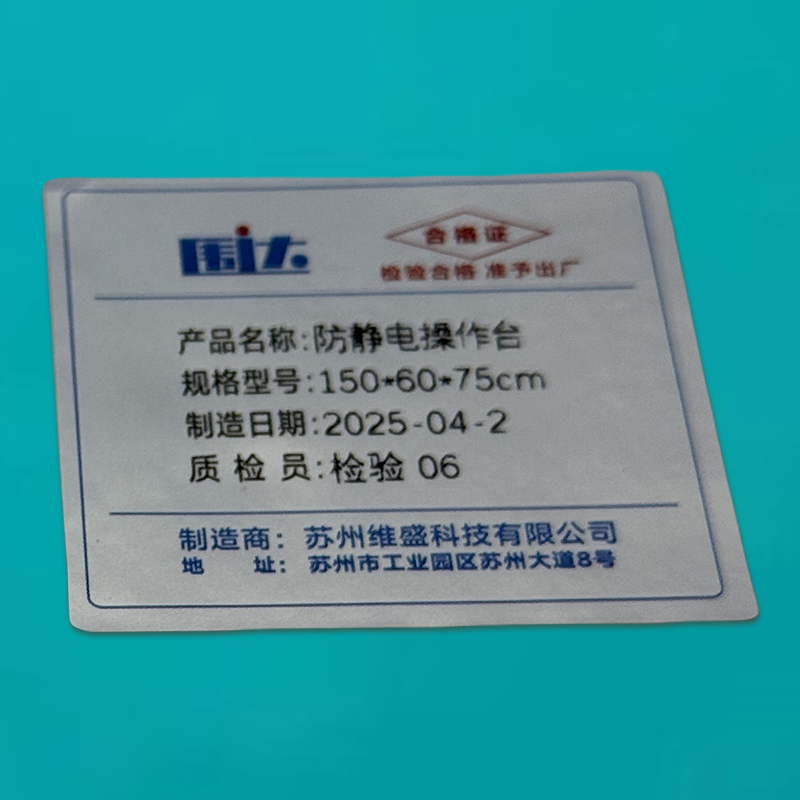 围达
合格证
检验合格 准予出厂
产品名称:防静电操作台
规格型号:150*60*75cm
制造日期:2025-04-2
质 检 员:检验 06
制造商：苏州维盛科技有限公司
地 址：苏州市工业园区苏州大道8号